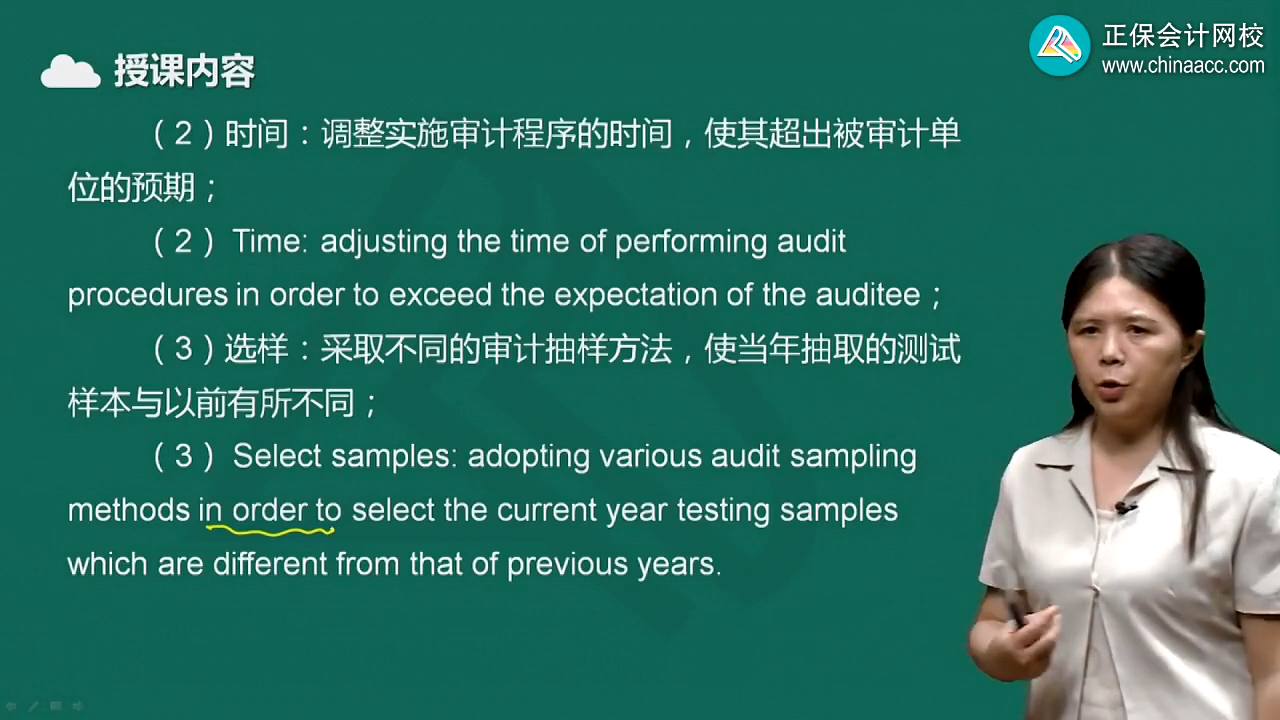 正保会计网校
www.chinaacc.com
授课内容
（2）时间：调整实施审计程序的时间，使其超出被审计单
位的预期；
（2） Time: adjusting the time of performing audit
procedures in order to exceed the expectation of the auditee；
（3）选样：采取不同的审计抽样方法，使当年抽取的测试
样本与以前有所不同；
（3） Select samples: adopting various audit sampling
methods in order to select the current year testing samples
which are different from that of previous years.